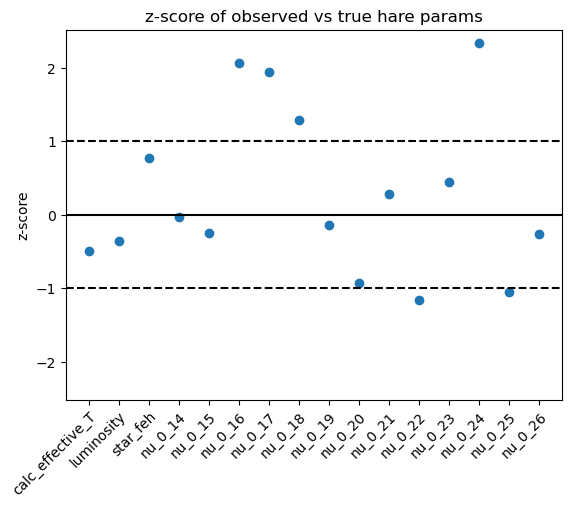 z-score of observed vs true hare params
z-score
2
1
0
−1
−2
calc_effective_T
luminosity
star_feh
nu_0_14
nu_0_15
nu_0_16
nu_0_17
nu_0_18
nu_0_19
nu_0_20
nu_0_21
nu_0_22
nu_0_23
nu_0_24
nu_0_25
nu_0_26